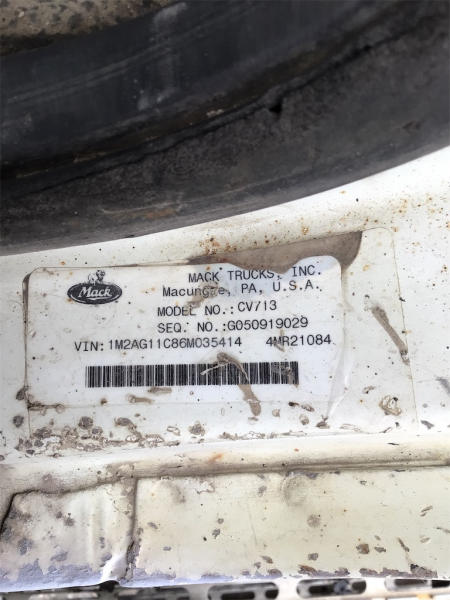 Mack
MACK TRUCKS, INC.
Macungie, PA, U.S.A.
MODEL NO.:CV713
SEQ. NO.:G050919029
VIN:1M2AG11C86M035414 4MR21084